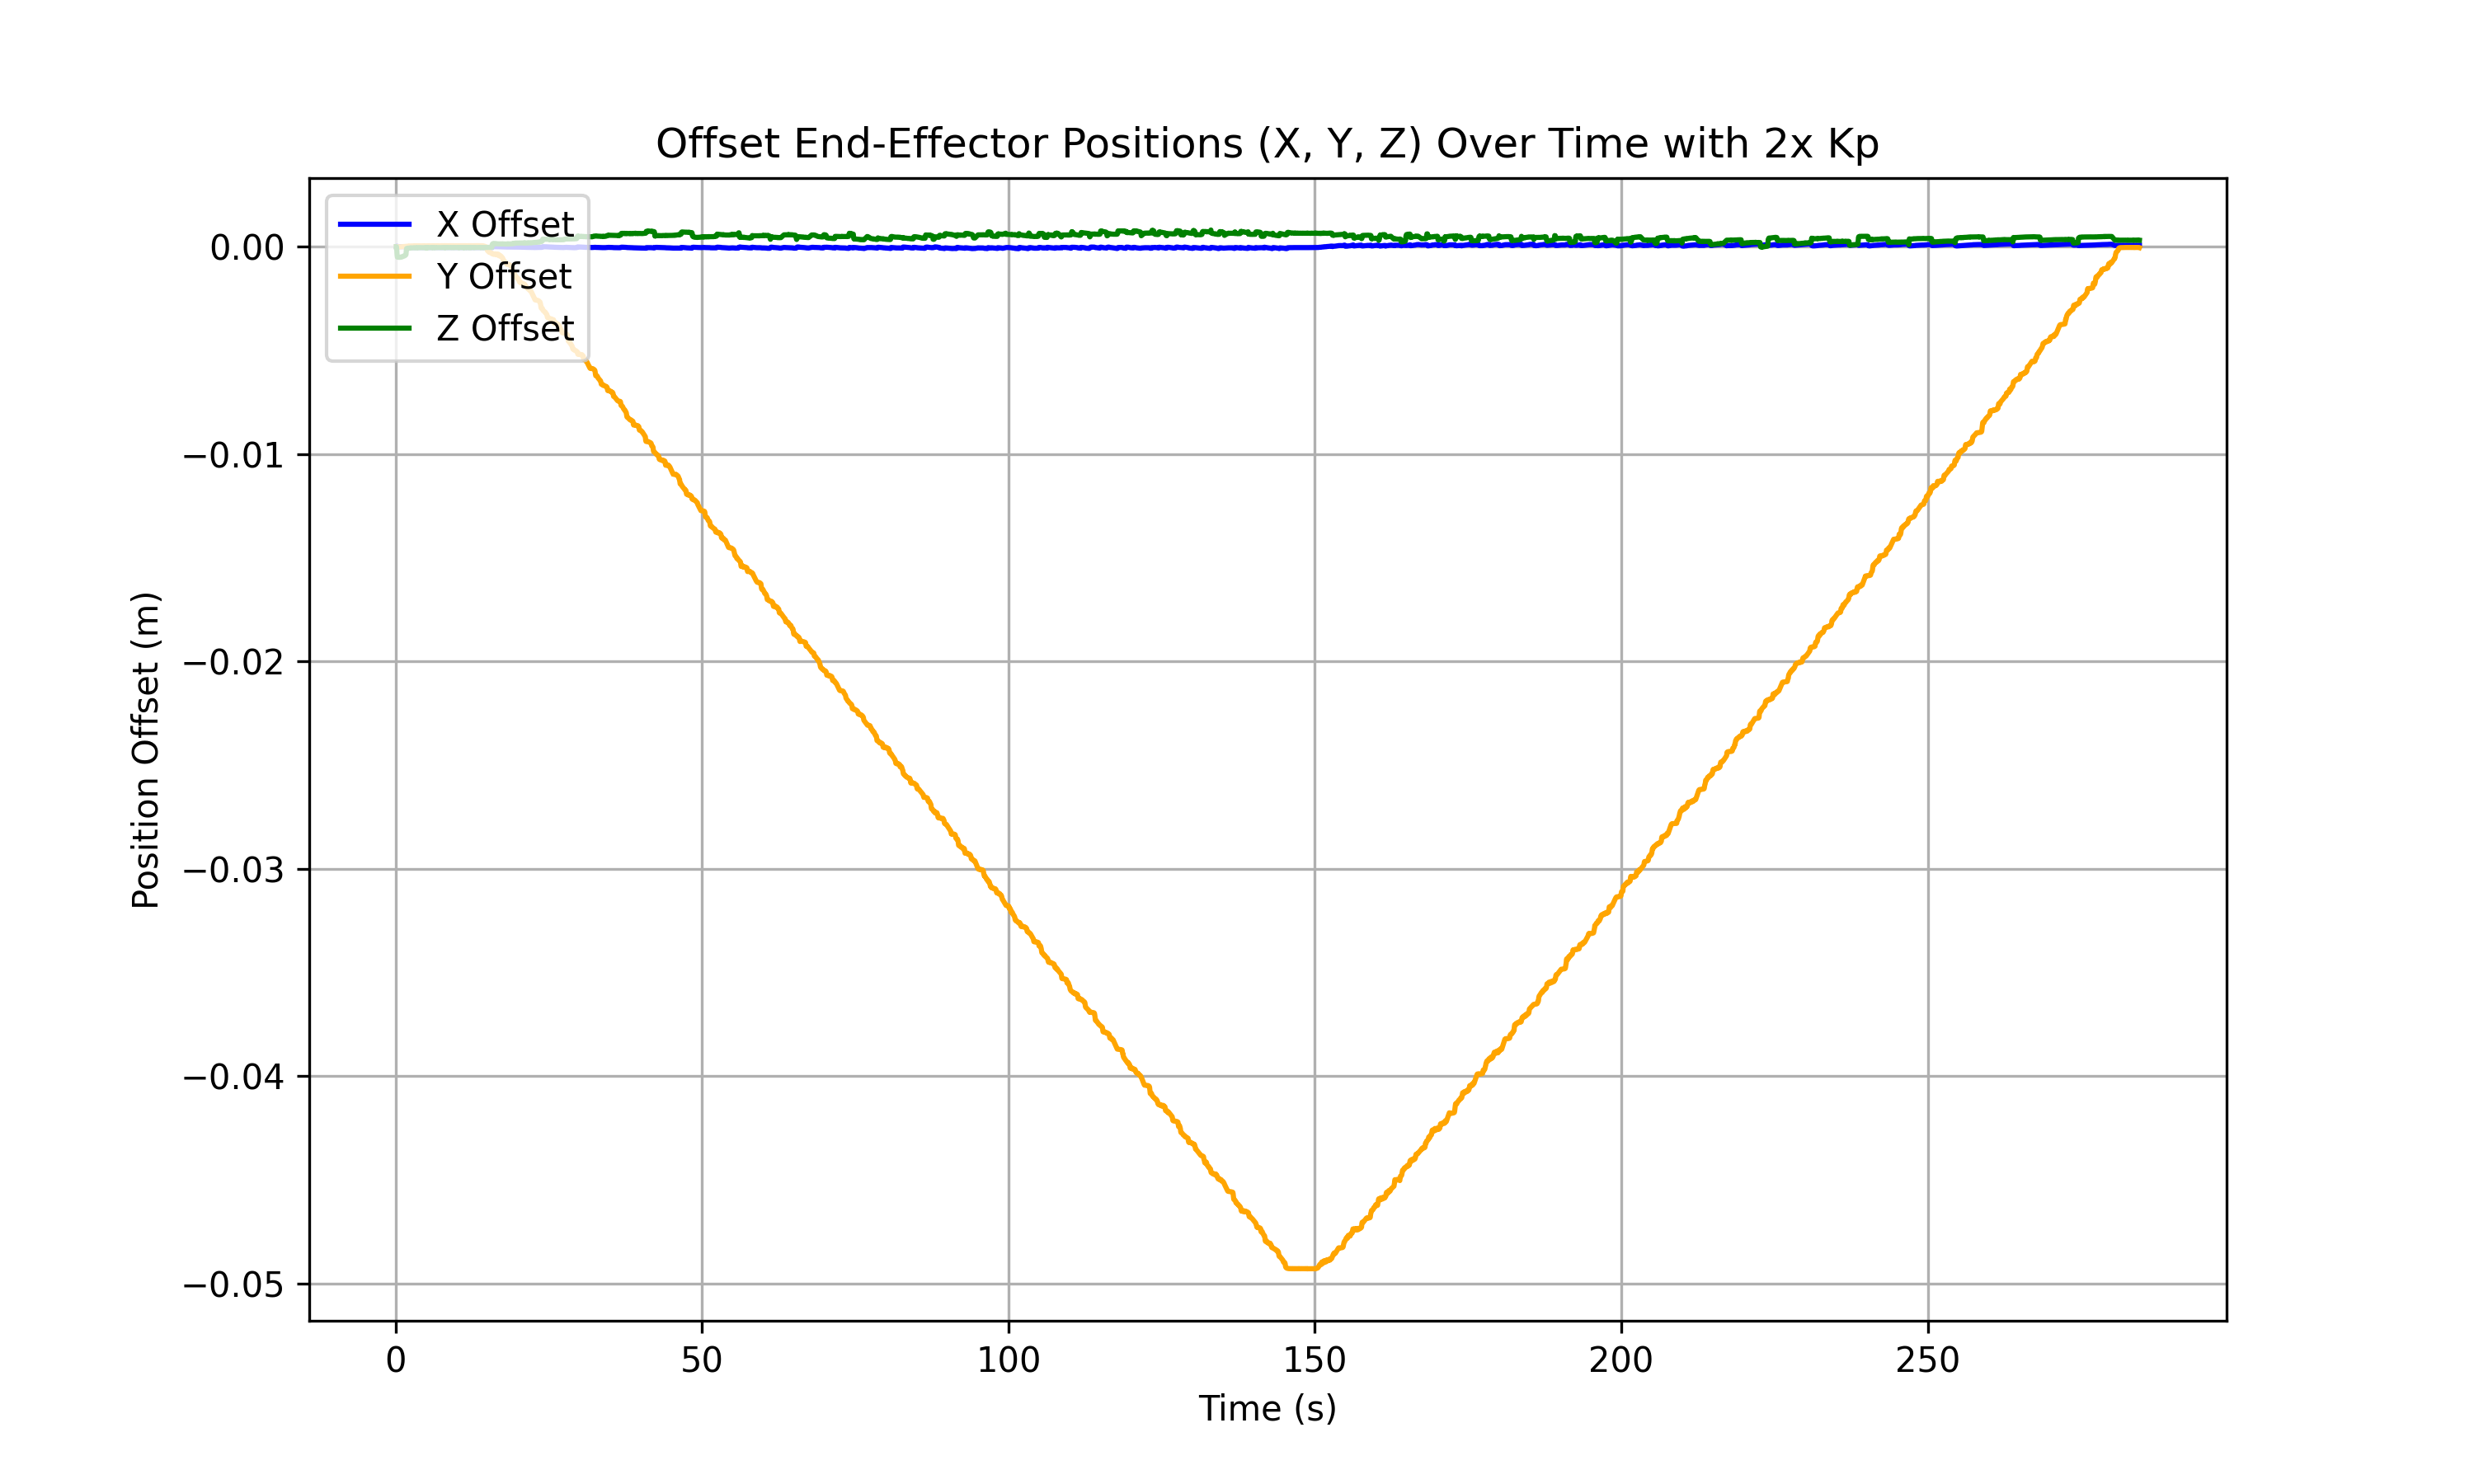 Offset End-Effector Positions (X, Y, Z) Over Time with 2x Kp
X Offset
Y Offset
Z Offset
0.00
−0.01
−0.02
−0.03
−0.04
−0.05
Position Offset (m)
0 50 100 150 200 250
Time (s)